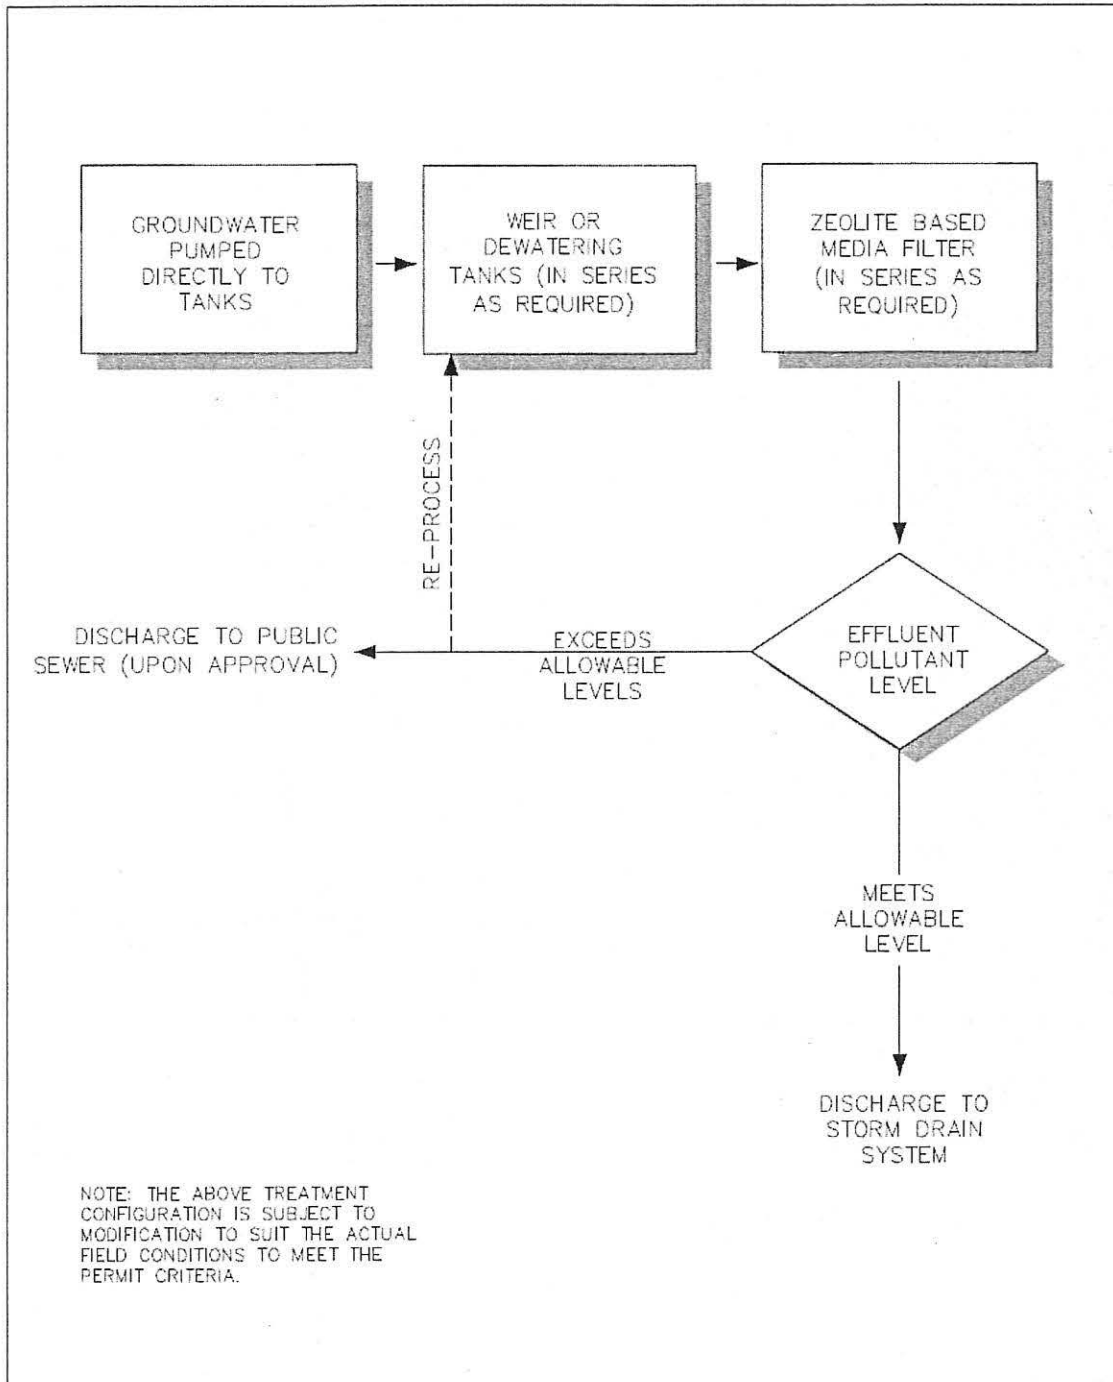 GROUNDWATER
PUMPED
DIRECTLY TO
TANKS
WEIR OR
DEWATERING
TANKS (IN SERIES
AS REQUIRED)
ZEOLITE BASED
MEDIA FILTER
(IN SERIES AS
REQUIRED)
RE-PROCESS
DISCHARGE TO PUBLIC
SEWER (UPON APPROVAL)
EXCEEDS
ALLOWABLE
LEVELS
EFFLUENT
POLLUTANT
LEVEL
MEETS
ALLOWABLE
LEVEL
DISCHARGE TO
STORM DRAIN
SYSTEM
NOTE: THE ABOVE TREATMENT
CONFIGURATION IS SUBJECT TO
MODIFICATION TO SUIT THE ACTUAL
FIELD CONDITIONS TO MEET THE
PERMIT CRITERIA.